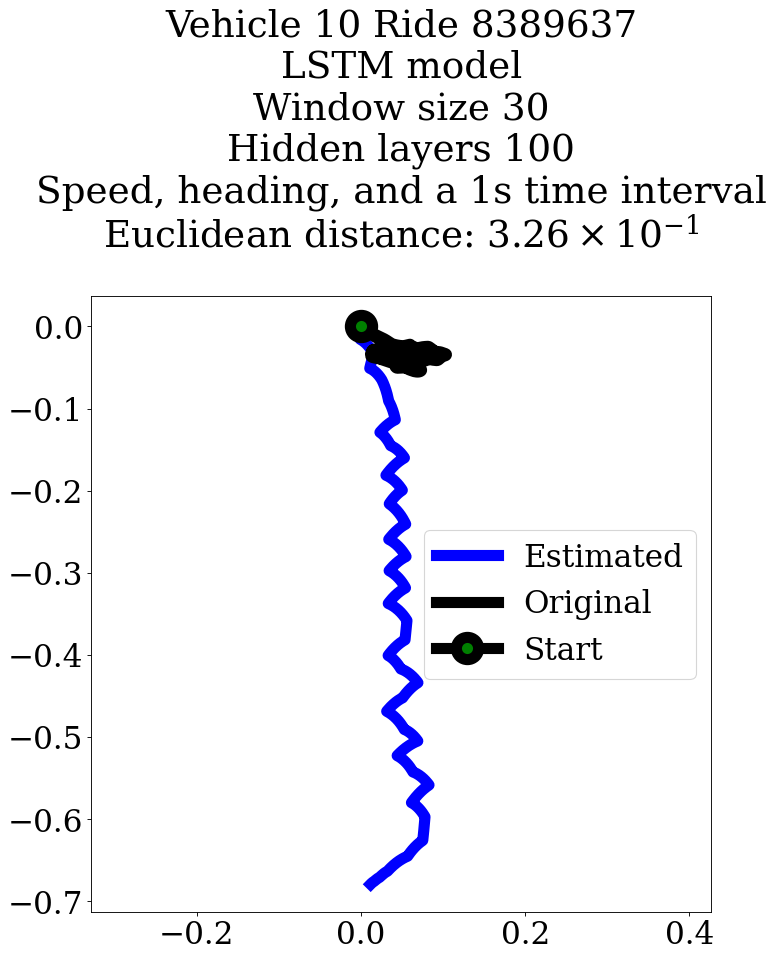 Vehicle 10 Ride 8389637
LSTM model
Window size 30
Hidden layers 100
Speed, heading, and a 1s time interval
Euclidean distance: 3.26 × 10⁻¹
0.0
−0.1
−0.2
−0.3
−0.4
−0.5
−0.6
−0.7
Estimated
Original
Start
−0.2 0.0 0.2 0.4